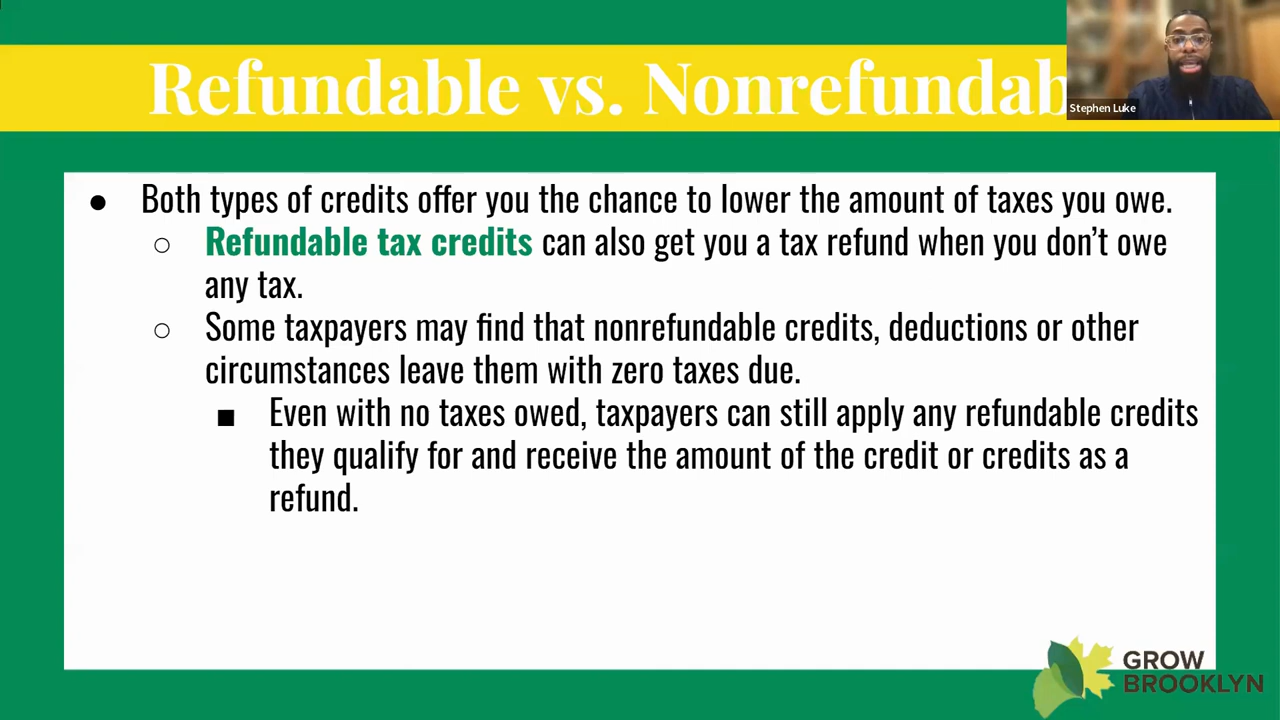 Refundable vs. Nonrefundab
Stephen Luke
● Both types of credits offer you the chance to lower the amount of taxes you owe.
○ Refundable tax credits can also get you a tax refund when you don’t owe
any tax.
○ Some taxpayers may find that nonrefundable credits, deductions or other
circumstances leave them with zero taxes due.
■ Even with no taxes owed, taxpayers can still apply any refundable credits
they qualify for and receive the amount of the credit or credits as a
refund.
GROW
BROOKLYN